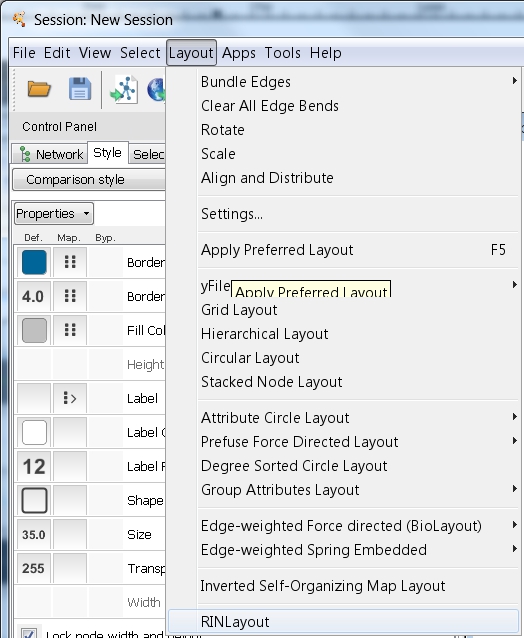 Session: New Session
File Edit View Select Layout Apps Tools Help
Control Panel
Network Style Selec
Comparison style
Properties
Def. Map. Byp.
Border
4.0 Border
Fill Col
Height
Label
Label C
12 Label F
Shape
35.0 Size
255 Transp
Width
Lock node width and height
Bundle Edges
Clear All Edge Bends
Rotate
Scale
Align and Distribute
Settings...
Apply Preferred Layout F5
yFile
Apply Preferred Layout
Grid Layout
Hierarchical Layout
Circular Layout
Stacked Node Layout
Attribute Circle Layout
Prefuse Force Directed Layout
Degree Sorted Circle Layout
Group Attributes Layout
Edge-weighted Force directed (BioLayout)
Edge-weighted Spring Embedded
Inverted Self-Organizing Map Layout
RINLayout